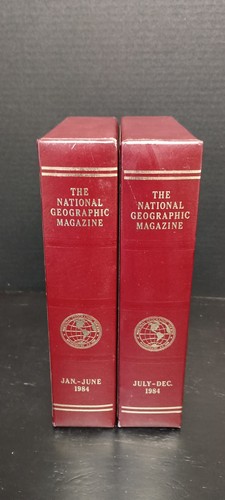 THE
NATIONAL
GEOGRAPHIC
MAGAZINE
JAN.-JUNE
1984
THE
NATIONAL
GEOGRAPHIC
MAGAZINE
JULY-DEC.
1984